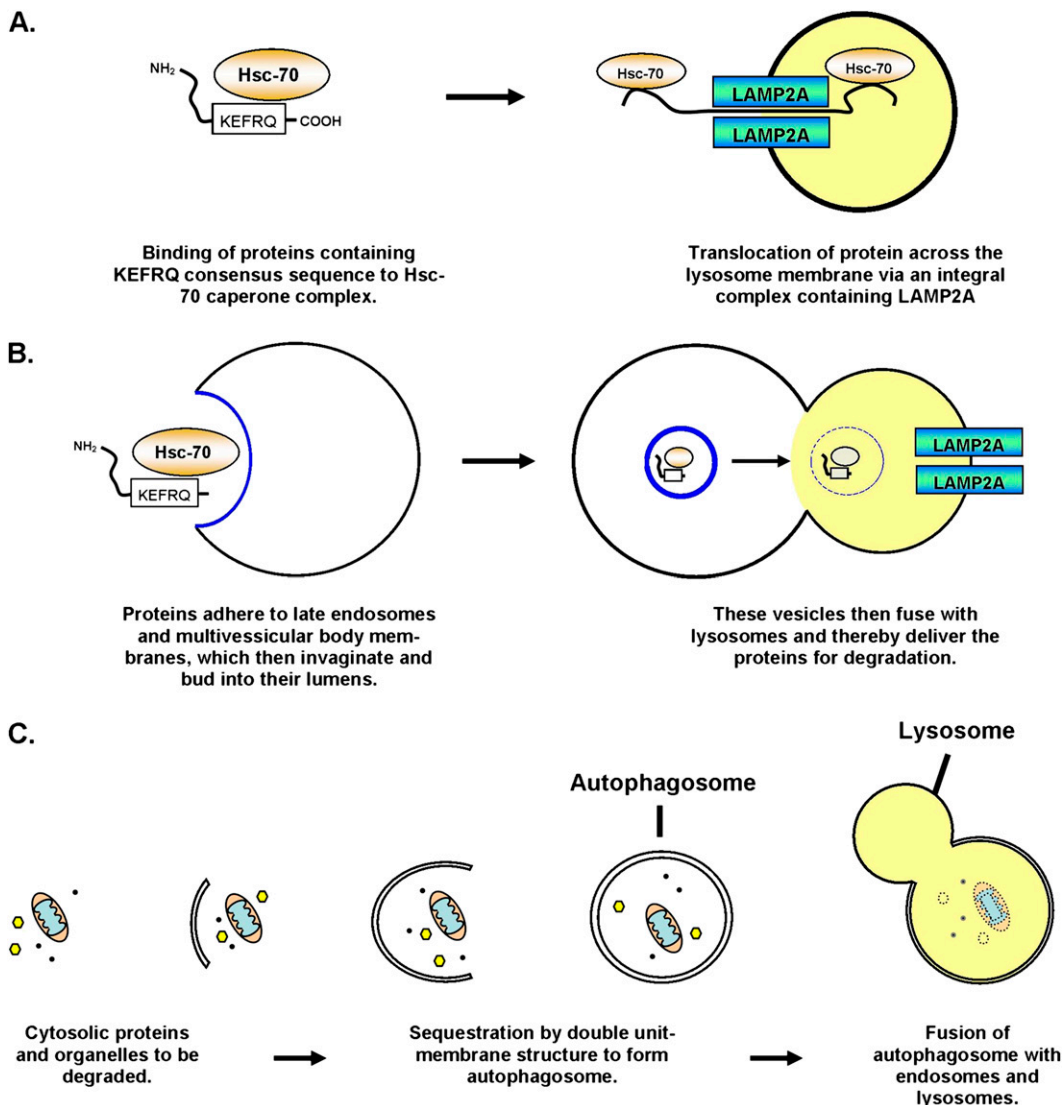 A.
NH2
Hsc-70
KEFRQ
COOH
Hsc-70
Hsc-70
LAMP2A
LAMP2A
Binding of proteins containing
KEFRQ consensus sequence to Hsc-
70 caperone complex.
Translocation of protein across the
lysosome membrane via an integral
complex containing LAMP2A
B.
NH2
Hsc-70
KEFRQ
LAMP2A
LAMP2A
Proteins adhere to late endosomes
and multivessicular body mem-
branes, which then invaginate and
bud into their lumens.
These vesicles then fuse with
lysosomes and thereby deliver the
proteins for degradation.
C.
Lysosome
Autophagosome
Cytosolic proteins
and organelles to be
degraded.
Sequestration by double unit-
membrane structure to form
autophagosome.
Fusion of
autophagosome with
endosomes and
lysosomes.